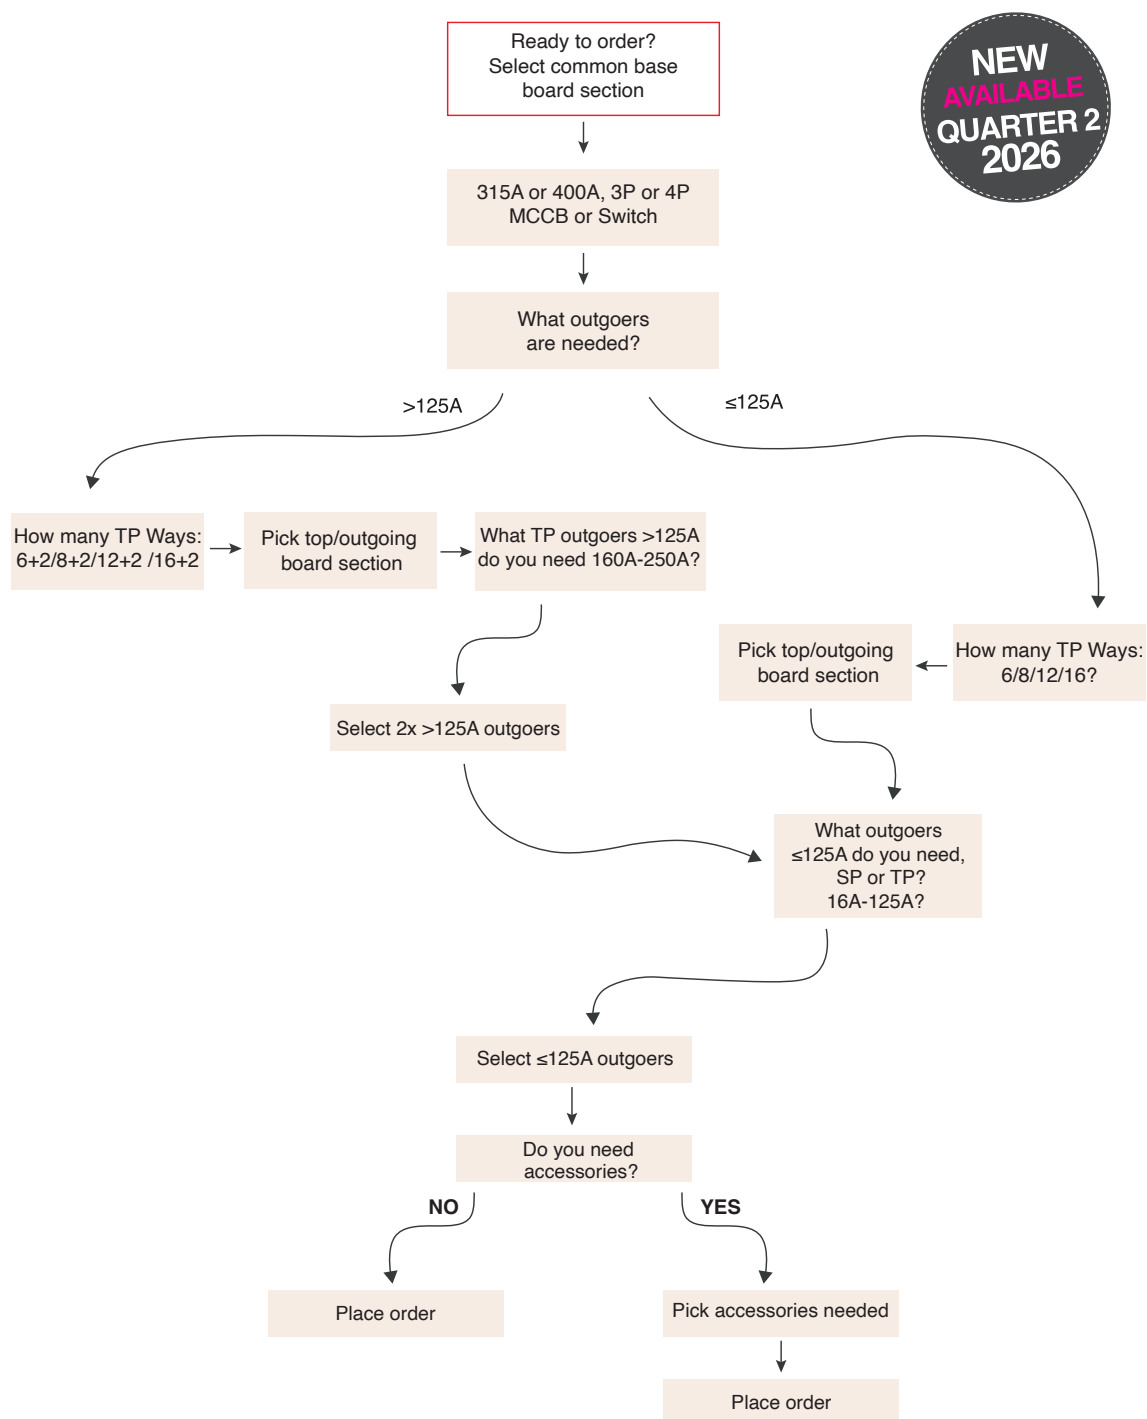 Ready to order?
Select common base
board section
NEW
AVAILABLE
QUARTER 2
2026
315A or 400A, 3P or 4P
MCCB or Switch
What outgoers
are needed?
>125A
≤125A
How many TP Ways:
6+2/8+2/12+2 /16+2
Pick top/outgoing
board section
What TP outgoers >125A
do you need 160A-250A?
Pick top/outgoing
board section
How many TP Ways:
6/8/12/16?
Select 2x >125A outgoers
What outgoers
≤125A do you need,
SP or TP?
16A-125A?
Select ≤125A outgoers
Do you need
accessories?
NO
YES
Place order
Pick accessories needed
Place order